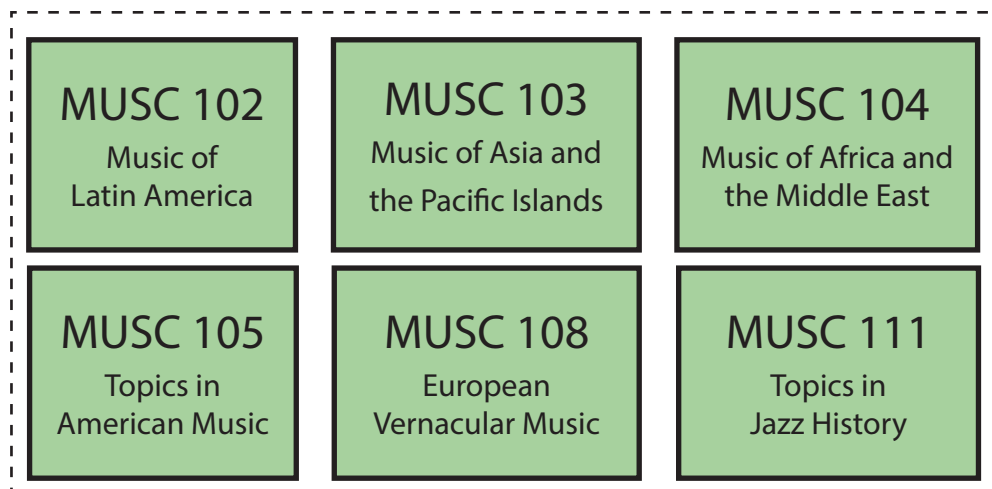 MUSC 102
Music of
Latin America
MUSC 103
Music of Asia and
the Pacific Islands
MUSC 104
Music of Africa and
the Middle East
MUSC 105
Topics in
American Music
MUSC 108
European
Vernacular Music
MUSC 111
Topics in
Jazz History